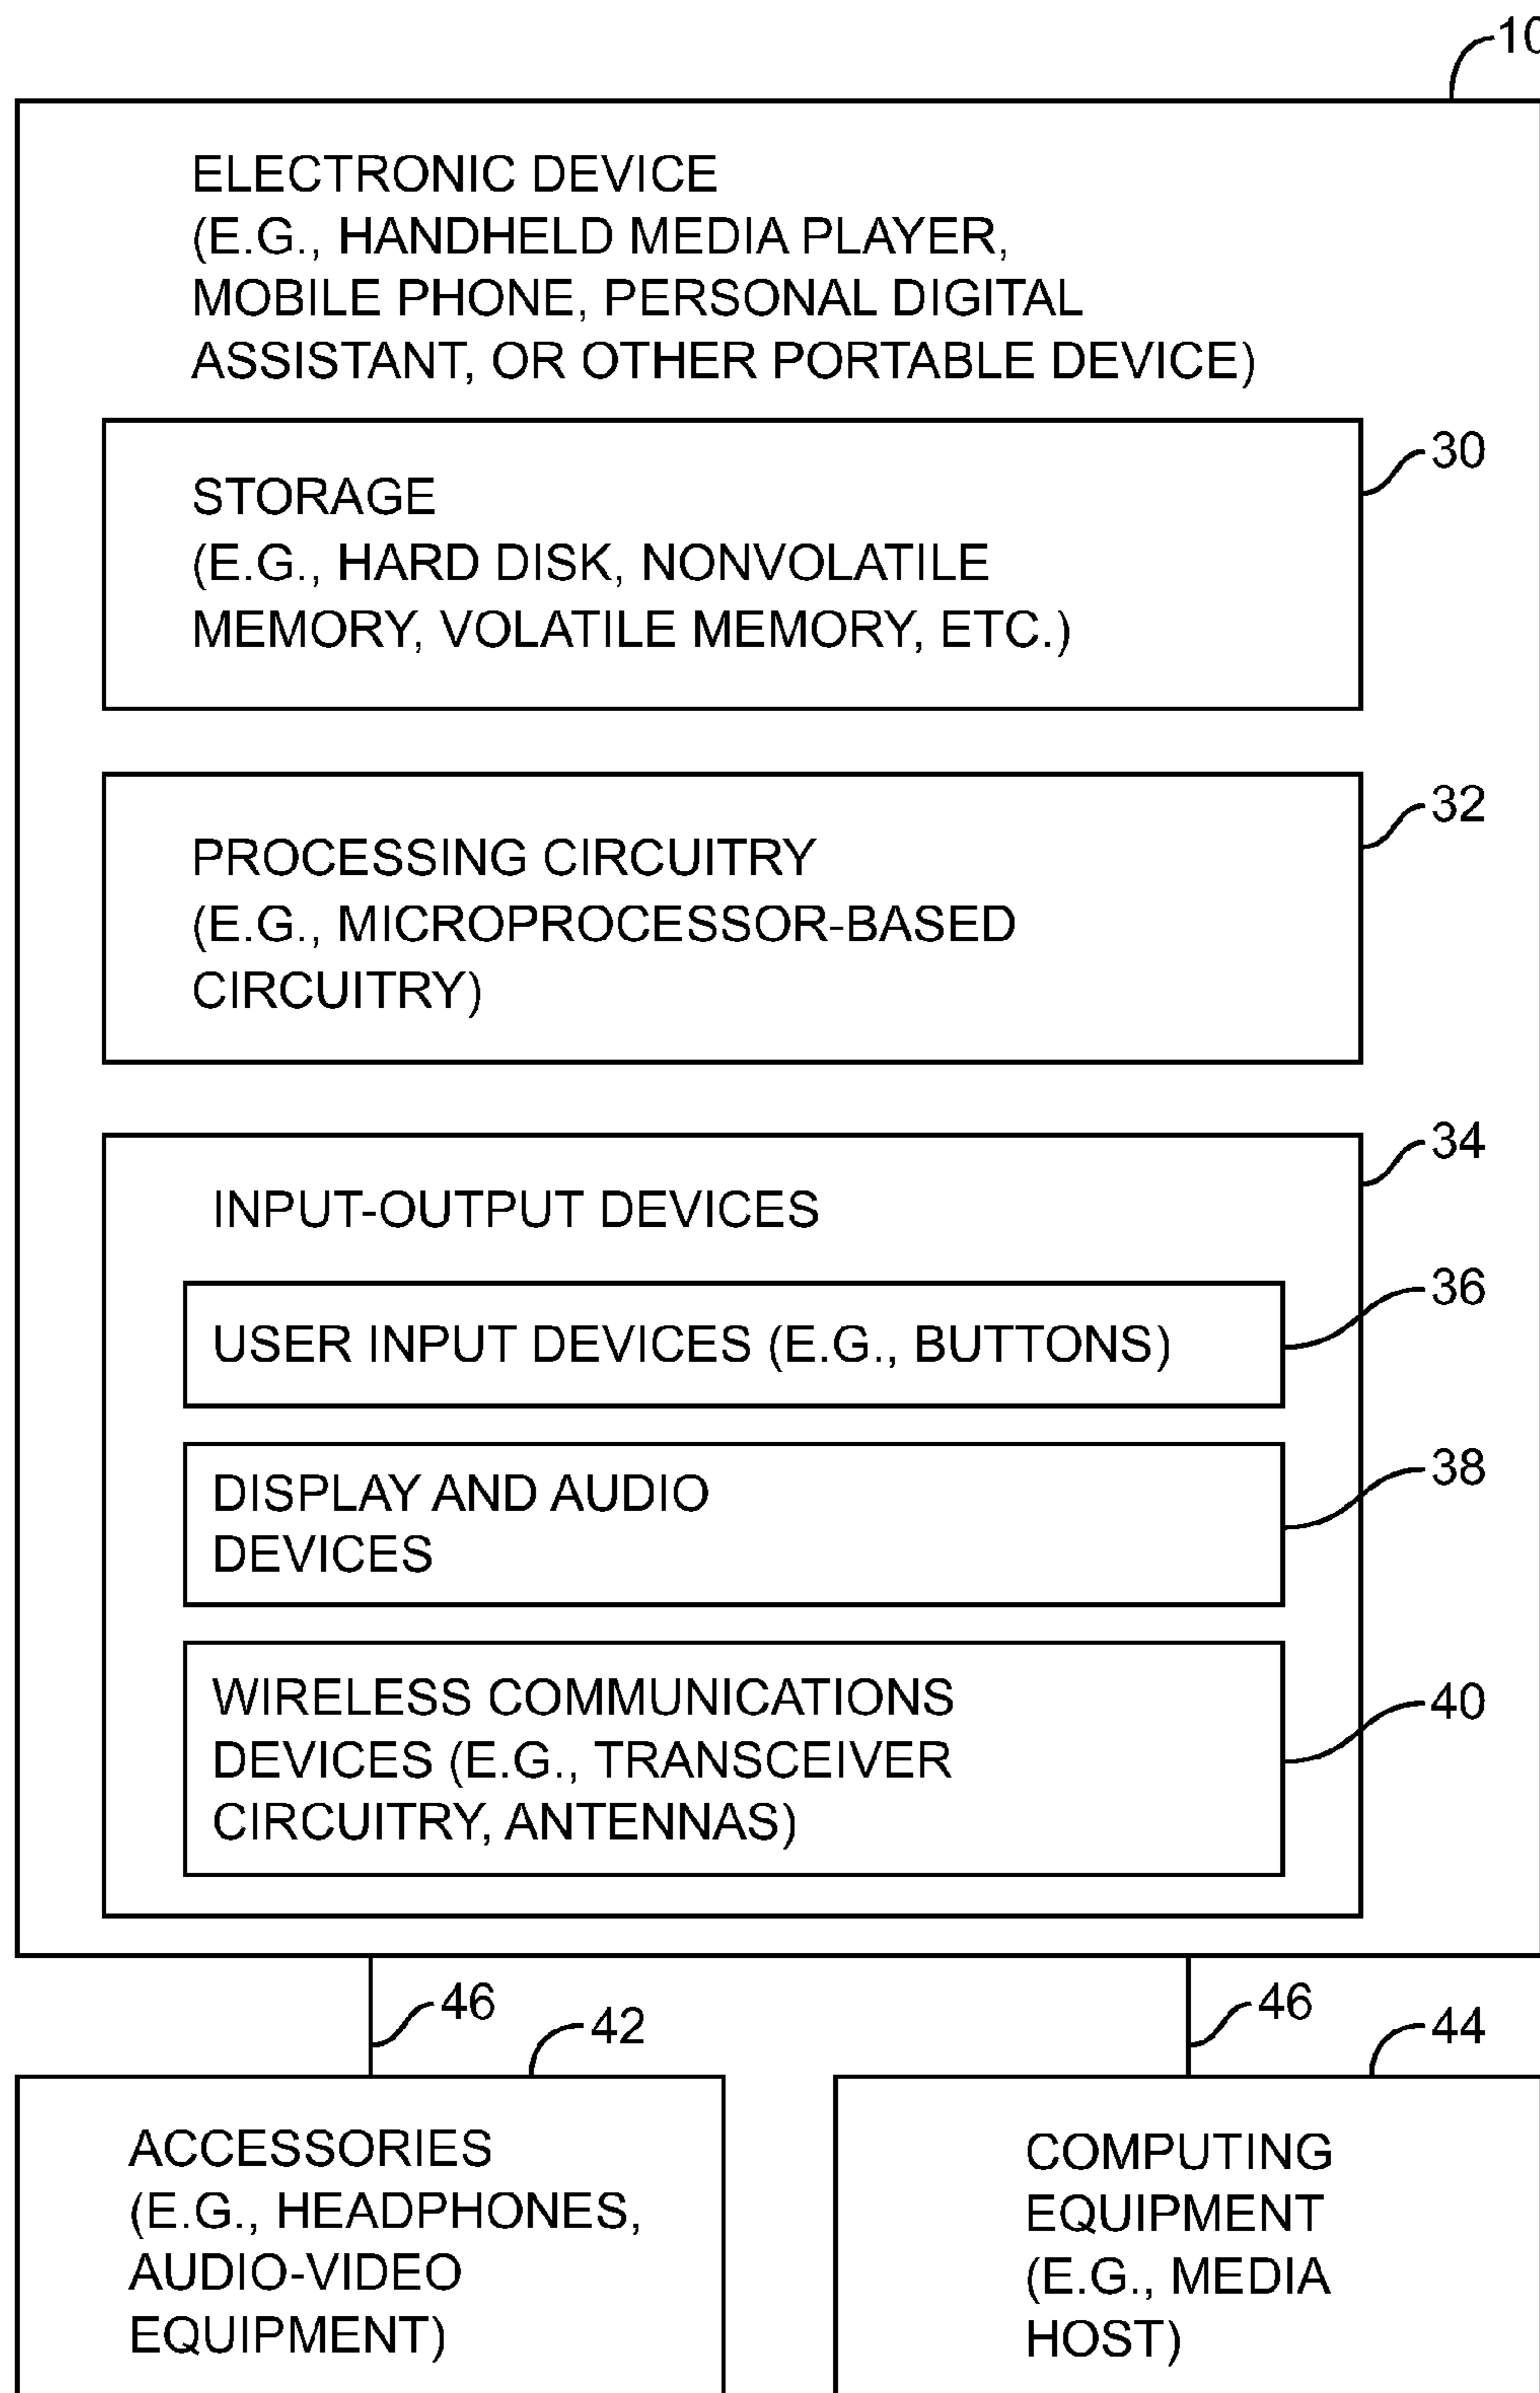 10
ELECTRONIC DEVICE
(E.G., HANDHELD MEDIA PLAYER,
MOBILE PHONE, PERSONAL DIGITAL
ASSISTANT, OR OTHER PORTABLE DEVICE)
30
STORAGE
(E.G., HARD DISK, NONVOLATILE
MEMORY, VOLATILE MEMORY, ETC.)
32
PROCESSING CIRCUITRY
(E.G., MICROPROCESSOR-BASED
CIRCUITRY)
34
INPUT-OUTPUT DEVICES
36
USER INPUT DEVICES (E.G., BUTTONS)
38
DISPLAY AND AUDIO
DEVICES
40
WIRELESS COMMUNICATIONS
DEVICES (E.G., TRANSCEIVER
CIRCUITRY, ANTENNAS)
46
42
46
44
ACCESSORIES
(E.G., HEADPHONES,
AUDIO-VIDEO
EQUIPMENT)
COMPUTING
EQUIPMENT
(E.G., MEDIA
HOST)